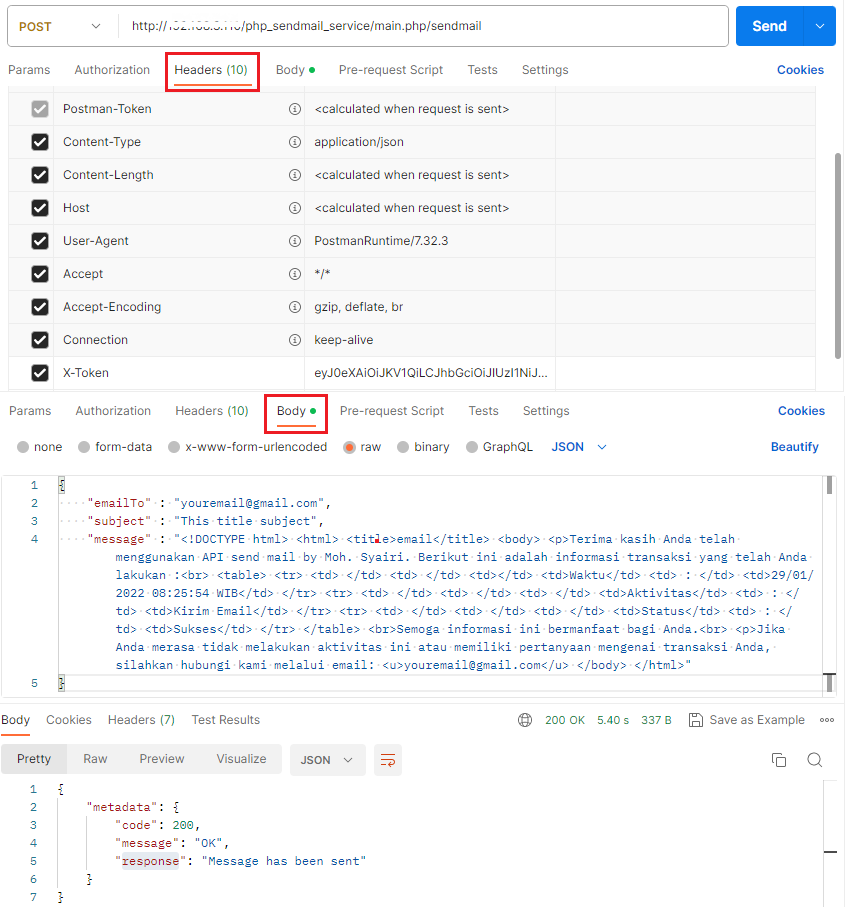 POST http:// /php_sendmail_service/main.php/sendmail Send
Params Authorization Headers (10) Body Pre-request Script Tests Settings Cookies
Postman-Token <calculated when request is sent>
Content-Type application/json
Content-Length <calculated when request is sent>
Host <calculated when request is sent>
User-Agent PostmanRuntime/7.32.3
Accept */*
Accept-Encoding gzip, deflate, br
Connection keep-alive
X-Token eyJ0eXAiOiJKV1QiLCJhbGciOiJIUzI1NiJ...
Params Authorization Headers (10) Body Pre-request Script Tests Settings Cookies
none form-data x-www-form-urlencoded raw binary GraphQL JSON Beautify
1 {
2 "emailTo" : "youremail@gmail.com",
3 "subject" : "This title subject",
4 "message" : "<!DOCTYPE html> <html> <title>email</title> <body> <p>Terima kasih Anda telah
menggunakan API send mail by Moh. Syairi. Berikut ini adalah informasi transaksi yang telah Anda
lakukan :<br> <table> <tr> <td> </td> <td> </td> <td></td> <td>Waktu</td> <td> : </td> <td>29/01/
2022 08:25:54 WIB</td> </tr> <tr> <td> </td> <td> </td> <td> </td> <td>Aktivitas</td> <td> : </
td> <td>Kirim Email</td> </tr> <tr> <td> </td> <td> </td> <td> </td> <td>Status</td> <td> : </
td> <td>Sukses</td> </tr> </table> <br>Semoga informasi ini bermanfaat bagi Anda.<br> <p>Jika
Anda merasa tidak melakukan aktivitas ini atau memiliki pertanyaan mengenai transaksi Anda,
silahkan hubungi kami melalui email: <u>youremail@gmail.com</u> </body> </html>"
5 }
Body Cookies Headers (7) Test Results 200 OK 5.40 s 337 B Save as Example
Pretty Raw Preview Visualize JSON
1 {
2 "metadata": {
3 "code": 200,
4 "message": "OK",
5 "response": "Message has been sent"
6 }
7 }